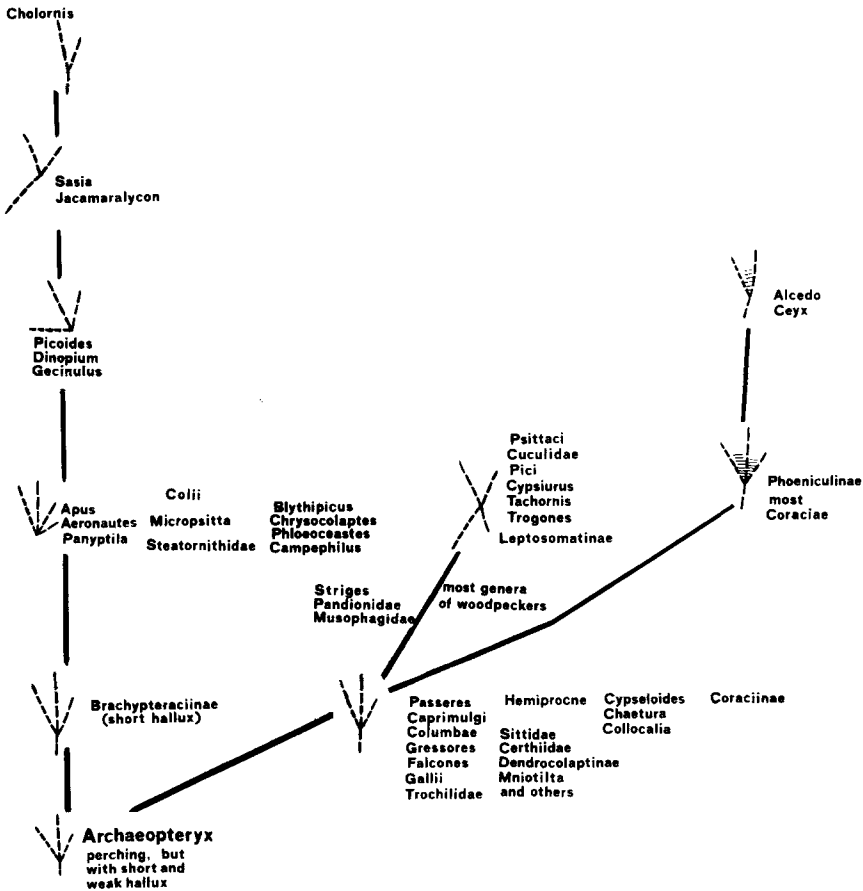 Cholornis
Sasia
Jacamaralycon
Picoides
Dinopium
Gecinulus
Alcedo
Ceyx
Psittaci
Cuculidae
Pici
Cypsiurus
Tachornis
Trogones
Leptosomatinae
Phoeniculinae
most
Coraciae
Apus
Aeronautes
Panyptila
Colii
Micropsitta
Steatornithidae
Blythipicus
Chrysocolaptes
Phloeoceastes
Campephilus
Striges
Pandionidae
Musophagidae
most genera
of woodpeckers
Brachypteraciinae
(short hallux)
Passeres
Caprimulgi
Columbae
Gressores
Falcones
Gallii
Trochilidae
Hemiprocne
Sittidae
Certhiidae
Dendrocolaptinae
Mniotilta
and others
Cypseloides
Chaetura
Collocalia
Coraciinae
Archaeopteryx
perching, but
with short and
weak hallux